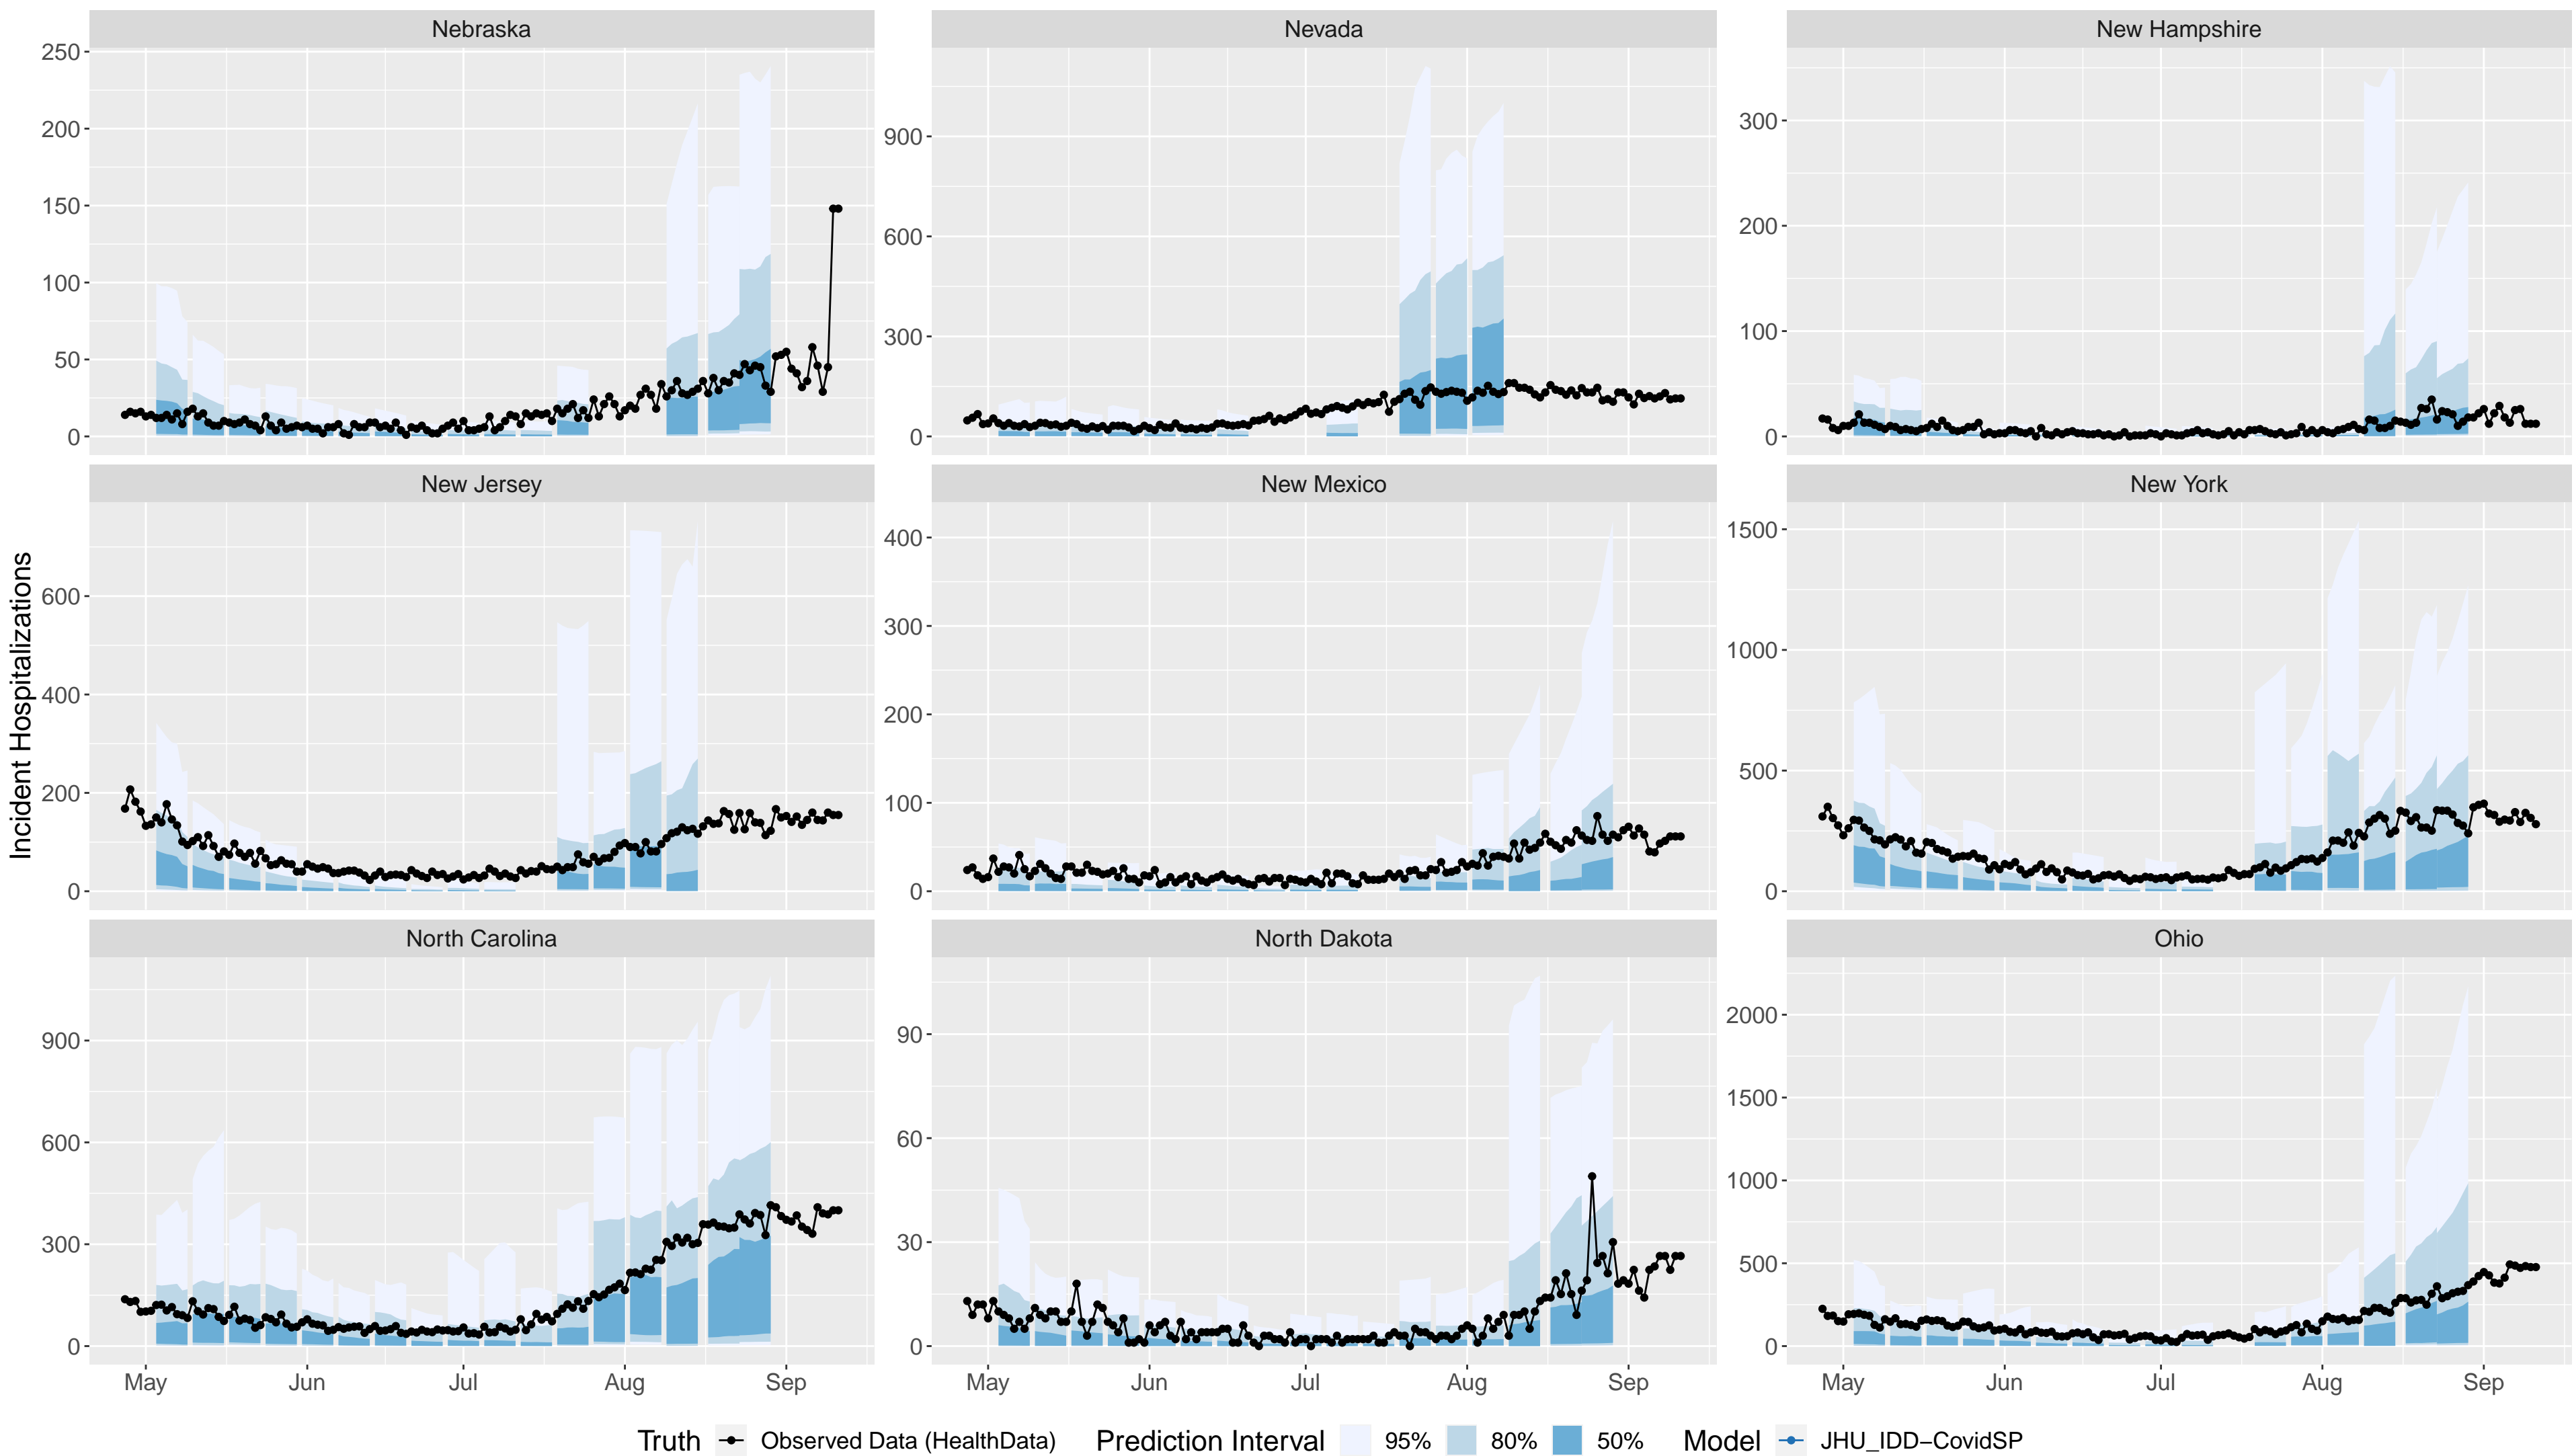 Nebraska
Nevada
New Hampshire
250
200
150
100
50
0
900
600
300
0
300
200
100
0
New Jersey
New Mexico
New York
600
400
200
0
400
300
200
100
0
1500
1000
500
0
North Carolina
North Dakota
Ohio
900
600
300
0
90
60
30
0
2000
1500
1000
500
0
May Jun Jul Aug Sep
May Jun Jul Aug Sep
May Jun Jul Aug Sep
Incident Hospitalizations
Truth Observed Data (HealthData) Prediction Interval 95% 80% 50% Model JHU_IDD−CovidSP